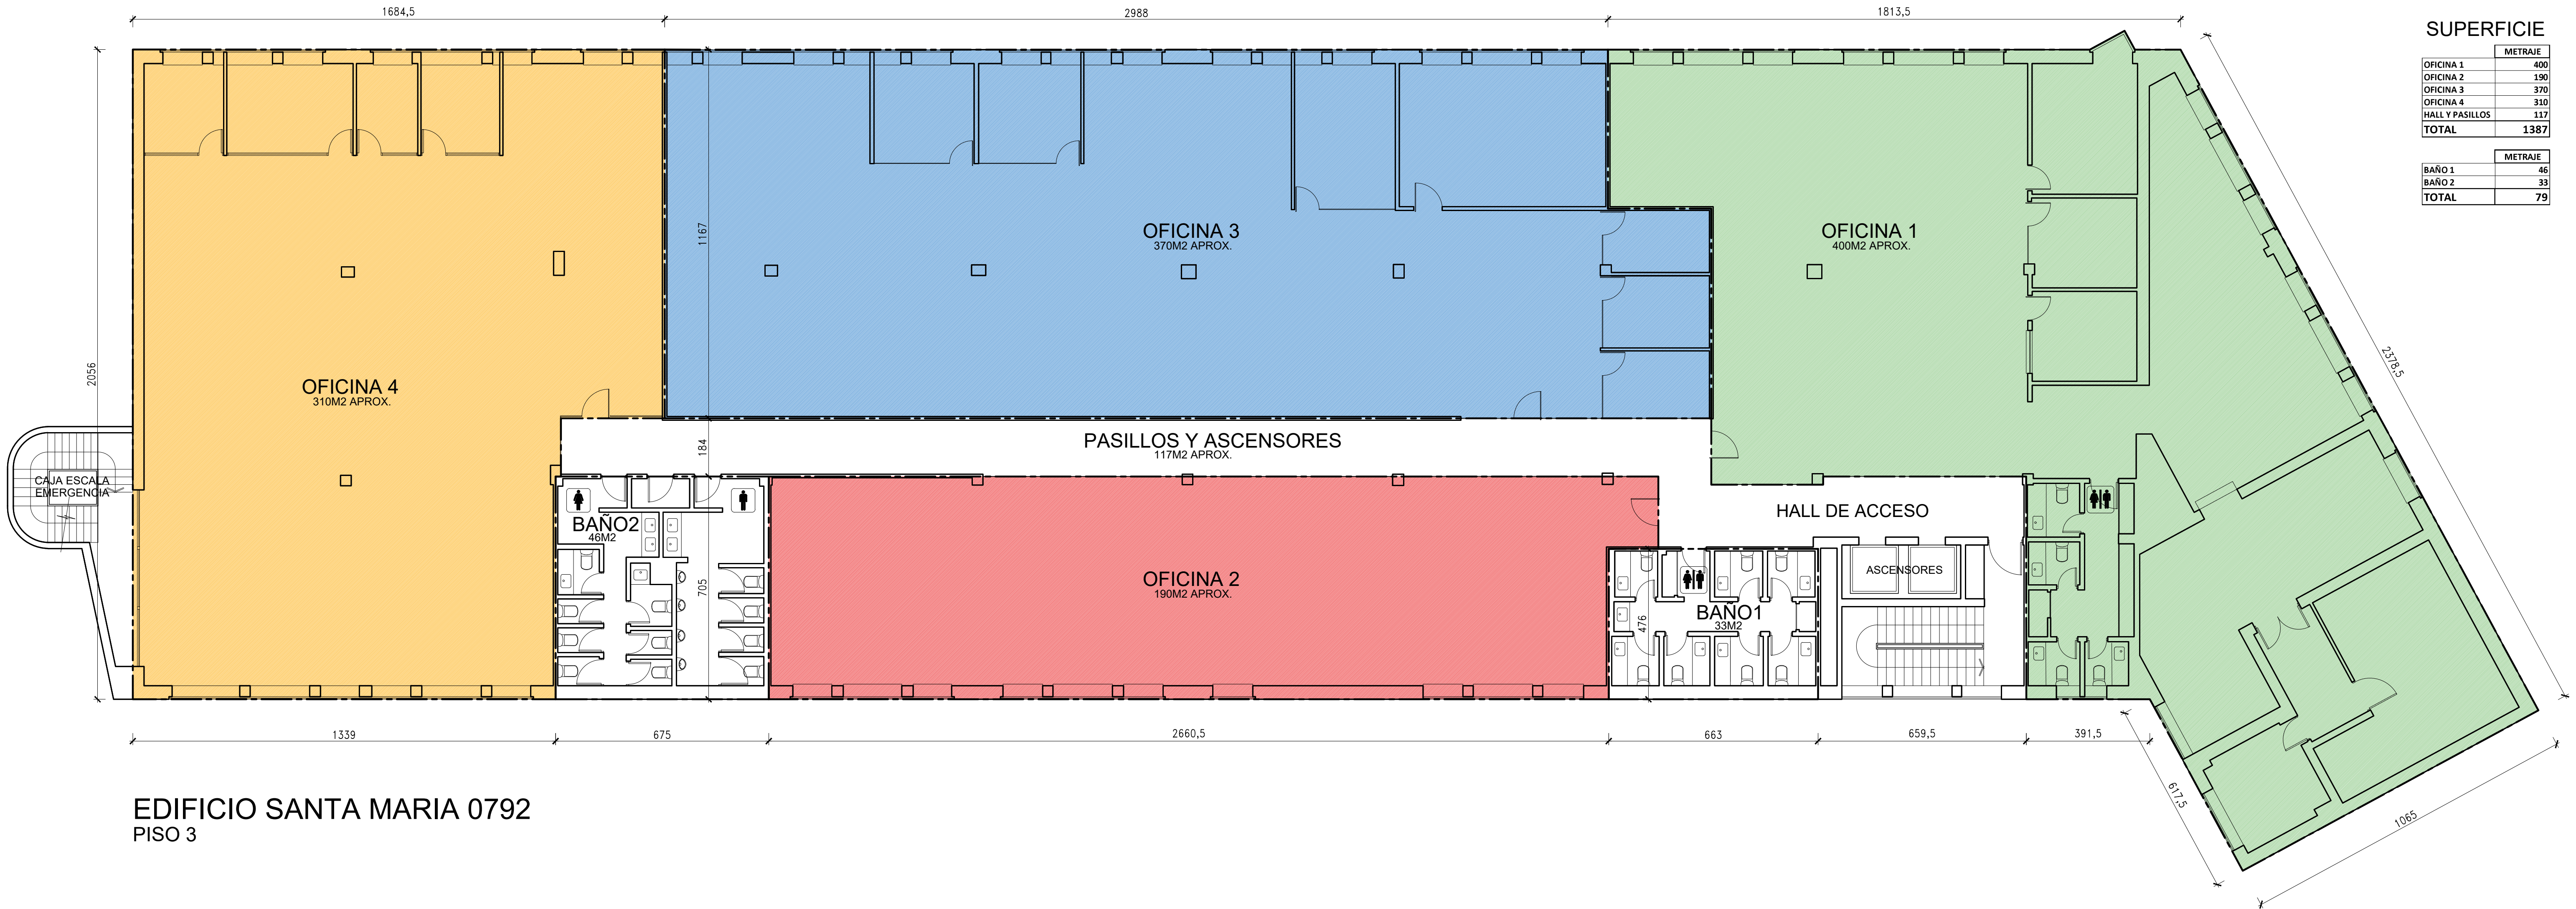 1684,5
2988
1813,5
SUPERFICIE
METRAJE
OFICINA 1 400
OFICINA 2 190
OFICINA 3 370
OFICINA 4 310
HALL Y PASILLOS 117
TOTAL 1387
METRAJE
BAÑO 1 46
BAÑO 2 33
TOTAL 79
1167
OFICINA 3
370M2 APROX.
OFICINA 1
400M2 APROX.
2056
2378,5
OFICINA 4
310M2 APROX.
184
PASILLOS Y ASCENSORES
117M2 APROX.
CAJA ESCALA
EMERGENCIA
BAÑO2
46M2
HALL DE ACCESO
705
OFICINA 2
190M2 APROX.
ASCENSORES
476
BAÑO1
33M2
1339
675
2660,5
663
659,5
391,5
617,5
1065
EDIFICIO SANTA MARIA 0792
PISO 3